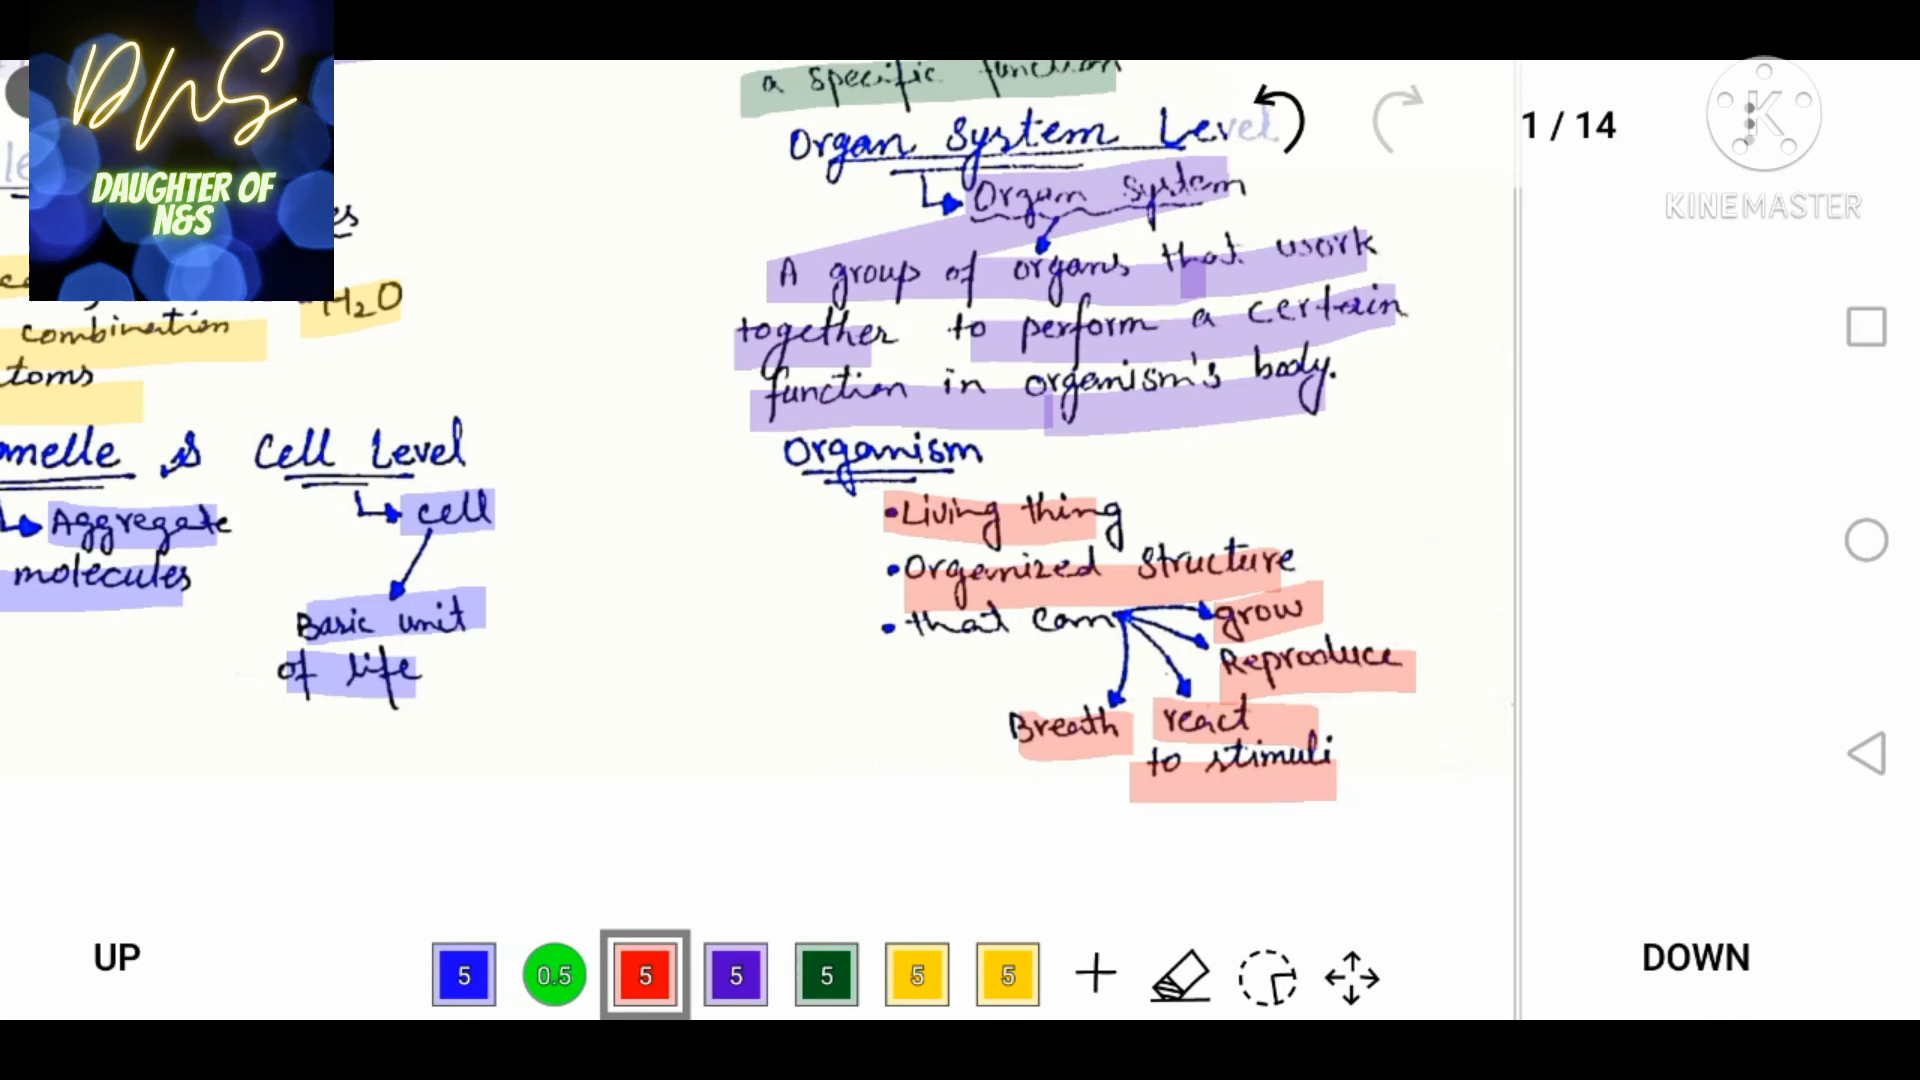 DNS
DAUGHTER OF
N&S
combination
toms
H2O
melle & Cell Level
Aggregate
molecules
cell
Basic unit
of life
a specific function
Organ System Level
Organ system
A group of organs that work
together to perform a certain
function in organism's body.
Organism
•Living thing
•Organized structure
•that can
grow
Reproduce
react
to stimuli
Breath
1 / 14
KINEMASTER
UP
5
0.5
5
5
5
5
5
DOWN